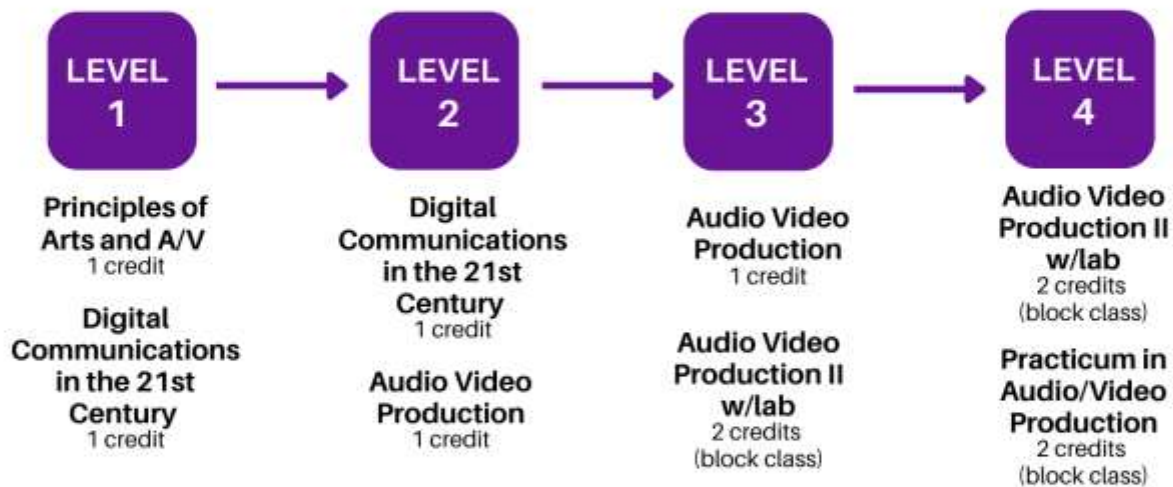 LEVEL
1
Principles of
Arts and A/V
1 credit
Digital
Communications
in the 21st
Century
1 credit
LEVEL
2
Digital
Communications
in the 21st
Century
1 credit
Audio Video
Production
1 credit
LEVEL
3
Audio Video
Production
1 credit
Audio Video
Production II
w/lab
2 credits
(block class)
LEVEL
4
Audio Video
Production II
w/lab
2 credits
(block class)
Practicum in
Audio/Video
Production
2 credits
(block class)